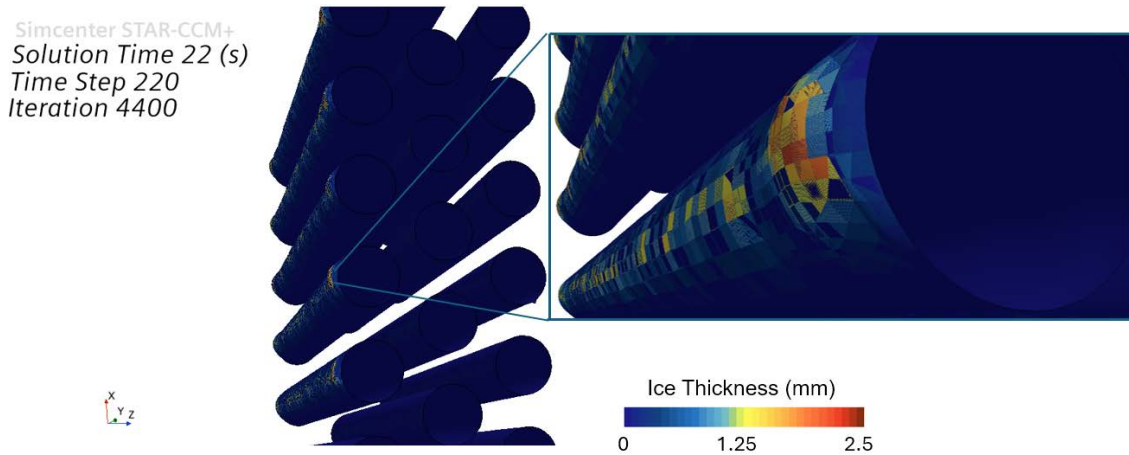 Simcenter STAR-CCM+
Solution Time 22 (s)
Time Step 220
Iteration 4400
X
Y
Z
Ice Thickness (mm)
0 1.25 2.5